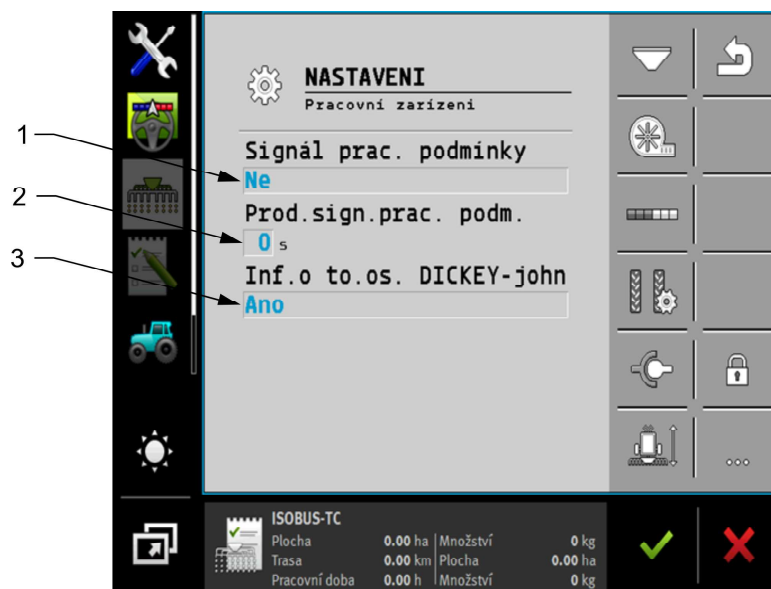 NASTAVENI
Pracovní zarízeni
1
Signál prac. podminky
Ne
2
Prod.sign.prac. podm.
0 s
3
Inf.o to.os. DICKEY-john
Ano
ISOBUS-TC
Plocha 0.00 ha Množství 0 kg
Trasa 0.00 km Plocha 0.00 ha
Pracovní doba 0.00 h Množství 0 kg